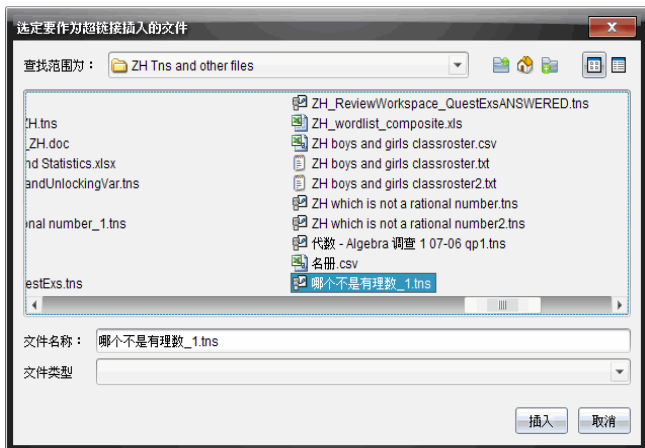 选定要作为超链接插入的文件
查找范围为： ZH Tns and other files
ZH.tns
_ZH.doc
nd Statistics.xlsx
andUnlockingVar.tns
onal number_1.tns
estExs.tns
ZH_ReviewWorkspace_QuestExsANSWERED.tns
ZH_wordlist_composite.xls
ZH boys and girls classroster.csv
ZH boys and girls classroster.txt
ZH boys and girls classroster2.txt
ZH which is not a rational number.tns
ZH which is not a rational number2.tns
代数 - Algebra 调查 1 07-06 qp1.tns
名册.csv
哪个不是有理数_1.tns
文件名称： 哪个不是有理数_1.tns
文件类型
插入 取消